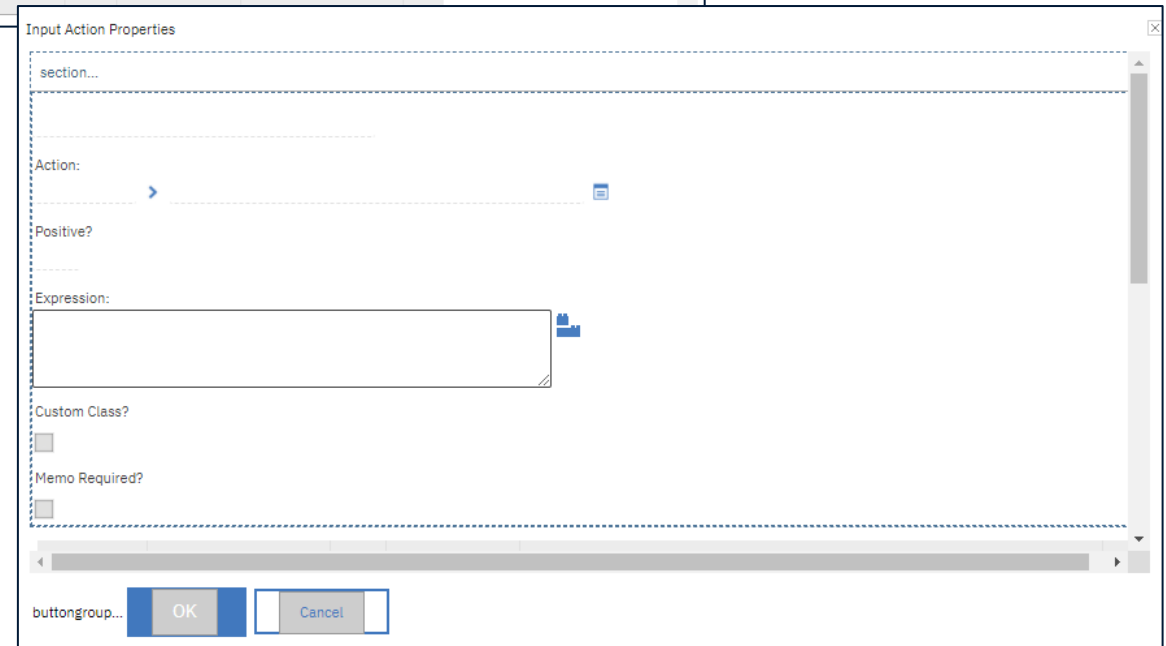 Input Action Properties
section...
Action:
Positive?
Expression:
Custom Class?
Memo Required?
buttongroup...
OK
Cancel